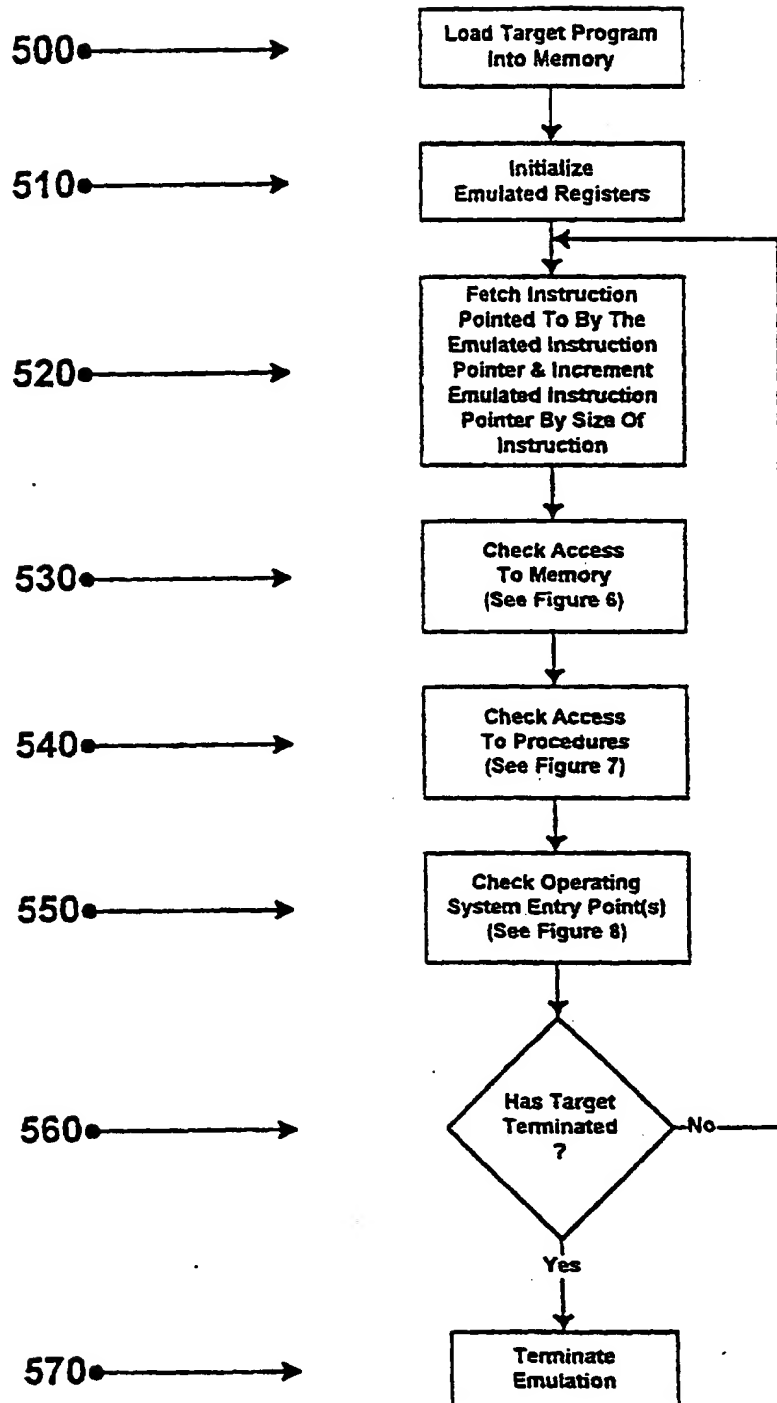 500
Load Target Program
Into Memory
510
Initialize
Emulated Registers
520
Fetch Instruction
Pointed To By The
Emulated Instruction
Pointer & Increment
Emulated Instruction
Pointer By Size Of
Instruction
530
Check Access
To Memory
(See Figure 6)
540
Check Access
To Procedures
(See Figure 7)
550
Check Operating
System Entry Point(s)
(See Figure 8)
560
Has Target
Terminated
?
No
Yes
570
Terminate
Emulation